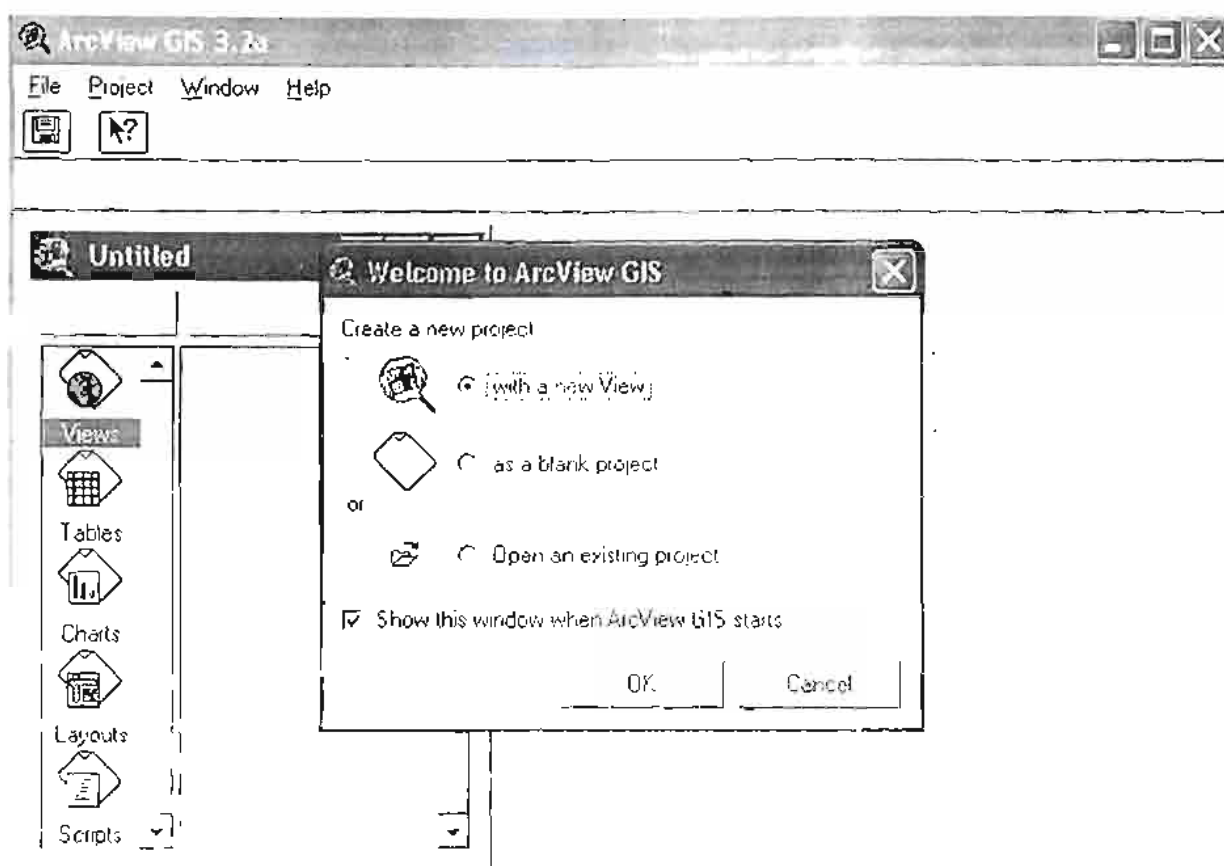 ArcView GIS 3.2a
File Project Window Help
Untitled
Welcome to ArcView GIS
Create a new project
with a new View
as a blank project
or
Open an existing project
Show this window when ArcView GIS starts
OK Cancel
Views
Tables
Charts
Layouts
Scripts